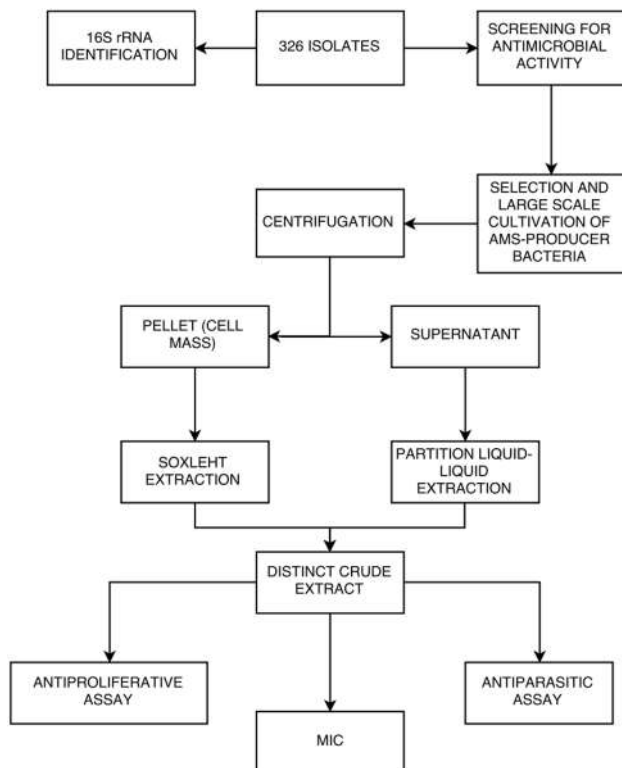 16S rRNA
IDENTIFICATION
326 ISOLATES
SCREENING FOR
ANTIMICROBIAL
ACTIVITY
SELECTION AND
LARGE SCALE
CULTIVATION OF
AMS-PRODUCER
BACTERIA
CENTRIFUGATION
PELLET (CELL
MASS)
SUPERNATANT
SOXLEHT
EXTRACTION
PARTITION LIQUID-
LIQUID
EXTRACTION
DISTINCT CRUDE
EXTRACT
ANTIPROLIFERATIVE
ASSAY
MIC
ANTIPARASITIC
ASSAY